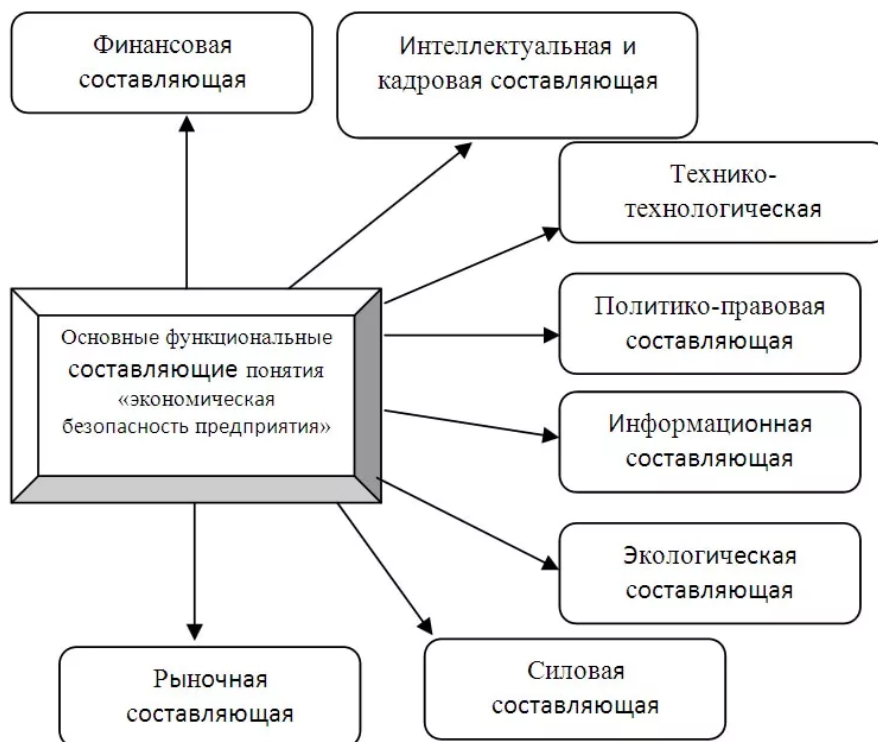 Финансовая
составляющая
Интеллектуальная и
кадровая составляющая
Технико-
технологическая
Политико-правовая
составляющая
Основные функциональные
составляющие понятия
«экономическая
безопасность предприятия»
Информационная
составляющая
Экологическая
составляющая
Рыночная
составляющая
Силовая
составляющая